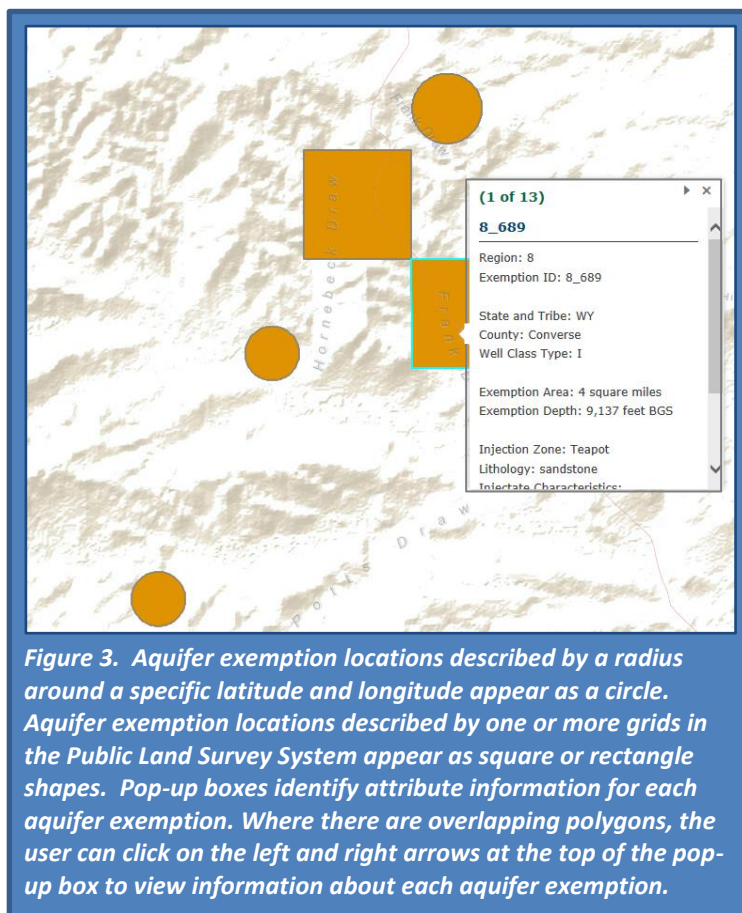 Hornebeck Draw
(1 of 13)
8_689
Region: 8
Exemption ID: 8_689
State and Tribe: WY
County: Converse
Well Class Type: I
Exemption Area: 4 square miles
Exemption Depth: 9,137 feet BGS
Injection Zone: Teapot
Lithology: sandstone
Injectate Characteristics:
Frank
Draw
Figure 3. Aquifer exemption locations described by a radius
around a specific latitude and longitude appear as a circle.
Aquifer exemption locations described by one or more grids in
the Public Land Survey System appear as square or rectangle
shapes. Pop-up boxes identify attribute information for each
aquifer exemption. Where there are overlapping polygons, the
user can click on the left and right arrows at the top of the pop-
up box to view information about each aquifer exemption.